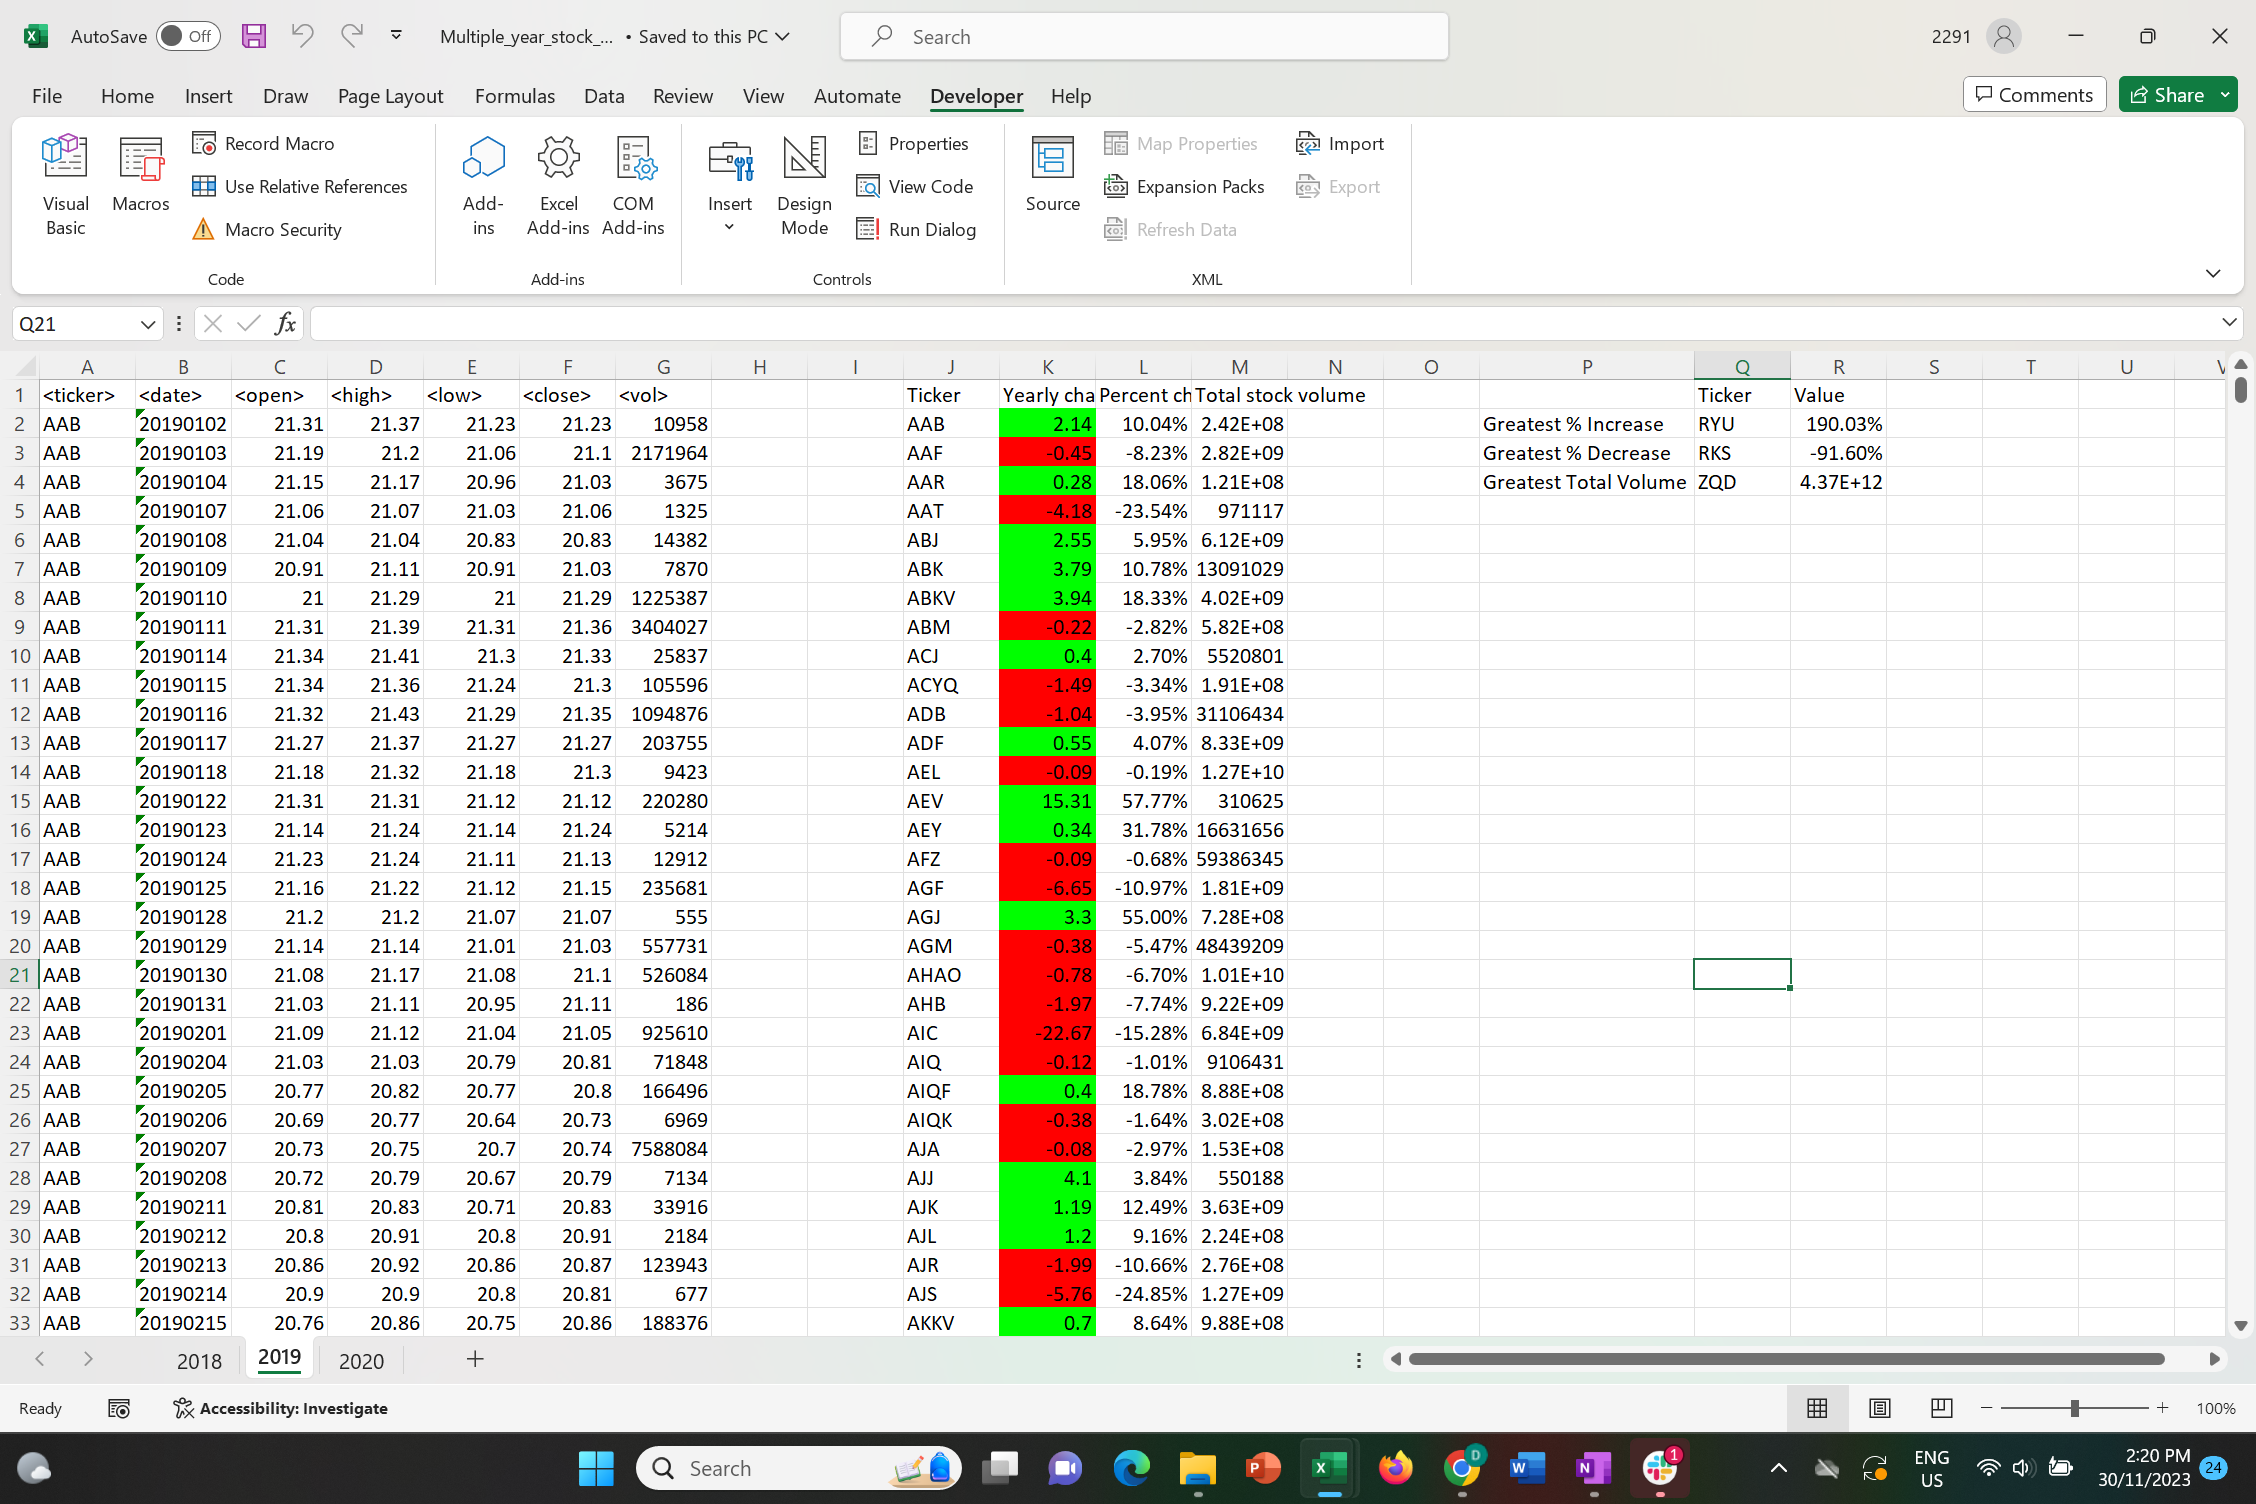 AutoSave Off Multiple_year_stock_... • Saved to this PC Search 2291
File Home Insert Draw Page Layout Formulas Data Review View Automate Developer Help Comments Share
Visual Basic Macros Record Macro Use Relative References Macro Security Code
Add-ins Excel Add-ins COM Add-ins Add-ins
Insert Design Mode Properties View Code Run Dialog Controls
Source Map Properties Expansion Packs Refresh Data Import Export XML
Q21 fx
A B C D E F G H I J K L M N O P Q R S T U V
1 <ticker> <date> <open> <high> <low> <close> <vol> Ticker Yearly cha Percent ch Total stock volume Ticker Value
2 AAB 20190102 21.31 21.37 21.23 21.23 10958 AAB 2.14 10.04% 2.42E+08 Greatest % Increase RYU 190.03%
3 AAB 20190103 21.19 21.2 21.06 21.1 2171964 AAF -0.45 -8.23% 2.82E+09 Greatest % Decrease RKS -91.60%
4 AAB 20190104 21.15 21.17 20.96 21.03 3675 AAR 0.28 18.06% 1.21E+08 Greatest Total Volume ZQD 4.37E+12
5 AAB 20190107 21.06 21.07 21.03 21.06 1325 AAT -4.18 -23.54% 971117
6 AAB 20190108 21.04 21.04 20.83 20.83 14382 ABJ 2.55 5.95% 6.12E+09
7 AAB 20190109 20.91 21.11 20.91 21.03 7870 ABK 3.79 10.78% 13091029
8 AAB 20190110 21 21.29 21 21.29 1225387 ABKV 3.94 18.33% 4.02E+09
9 AAB 20190111 21.31 21.39 21.31 21.36 3404027 ABM -0.22 -2.82% 5.82E+08
10 AAB 20190114 21.34 21.41 21.3 21.33 25837 ACJ 0.4 2.70% 5520801
11 AAB 20190115 21.34 21.36 21.24 21.3 105596 ACYQ -1.49 -3.34% 1.91E+08
12 AAB 20190116 21.32 21.43 21.29 21.35 1094876 ADB -1.04 -3.95% 31106434
13 AAB 20190117 21.27 21.37 21.27 21.27 203755 ADF 0.55 4.07% 8.33E+09
14 AAB 20190118 21.18 21.32 21.18 21.3 9423 AEL -0.09 -0.19% 1.27E+10
15 AAB 20190122 21.31 21.31 21.12 21.12 220280 AEV 15.31 57.77% 310625
16 AAB 20190123 21.14 21.24 21.14 21.24 5214 AEY 0.34 31.78% 16631656
17 AAB 20190124 21.23 21.24 21.11 21.13 12912 AFZ -0.09 -0.68% 59386345
18 AAB 20190125 21.16 21.22 21.12 21.15 235681 AGF -6.65 -10.97% 1.81E+09
19 AAB 20190128 21.2 21.2 21.07 21.07 555 AGJ 3.3 55.00% 7.28E+08
20 AAB 20190129 21.14 21.14 21.01 21.03 557731 AGM -0.38 -5.47% 48439209
21 AAB 20190130 21.08 21.17 21.08 21.1 526084 AHAO -0.78 -6.70% 1.01E+10
22 AAB 20190131 21.03 21.11 20.95 21.11 186 AHB -1.97 -7.74% 9.22E+09
23 AAB 20190201 21.09 21.12 21.04 21.05 925610 AIC -22.67 -15.28% 6.84E+09
24 AAB 20190204 21.03 21.03 20.79 20.81 71848 AIQ -0.12 -1.01% 9106431
25 AAB 20190205 20.77 20.82 20.77 20.8 166496 AIQF 0.4 18.78% 8.88E+08
26 AAB 20190206 20.69 20.77 20.64 20.73 6969 AIQK -0.38 -1.64% 3.02E+08
27 AAB 20190207 20.73 20.75 20.7 20.74 7588084 AJA -0.08 -2.97% 1.53E+08
28 AAB 20190208 20.72 20.79 20.67 20.79 7134 AJJ 4.1 3.84% 550188
29 AAB 20190211 20.81 20.83 20.71 20.83 33916 AJK 1.19 12.49% 3.63E+09
30 AAB 20190212 20.8 20.91 20.8 20.91 2184 AJL 1.2 9.16% 2.24E+08
31 AAB 20190213 20.86 20.92 20.86 20.87 123943 AJR -1.99 -10.66% 2.76E+08
32 AAB 20190214 20.9 20.9 20.8 20.81 677 AJS -5.76 -24.85% 1.27E+09
33 AAB 20190215 20.76 20.86 20.75 20.86 188376 AKKV 0.7 8.64% 9.88E+08
2018 2019 2020
Ready Accessibility: Investigate 100%
Search ENG US 2:20 PM 30/11/2023 24